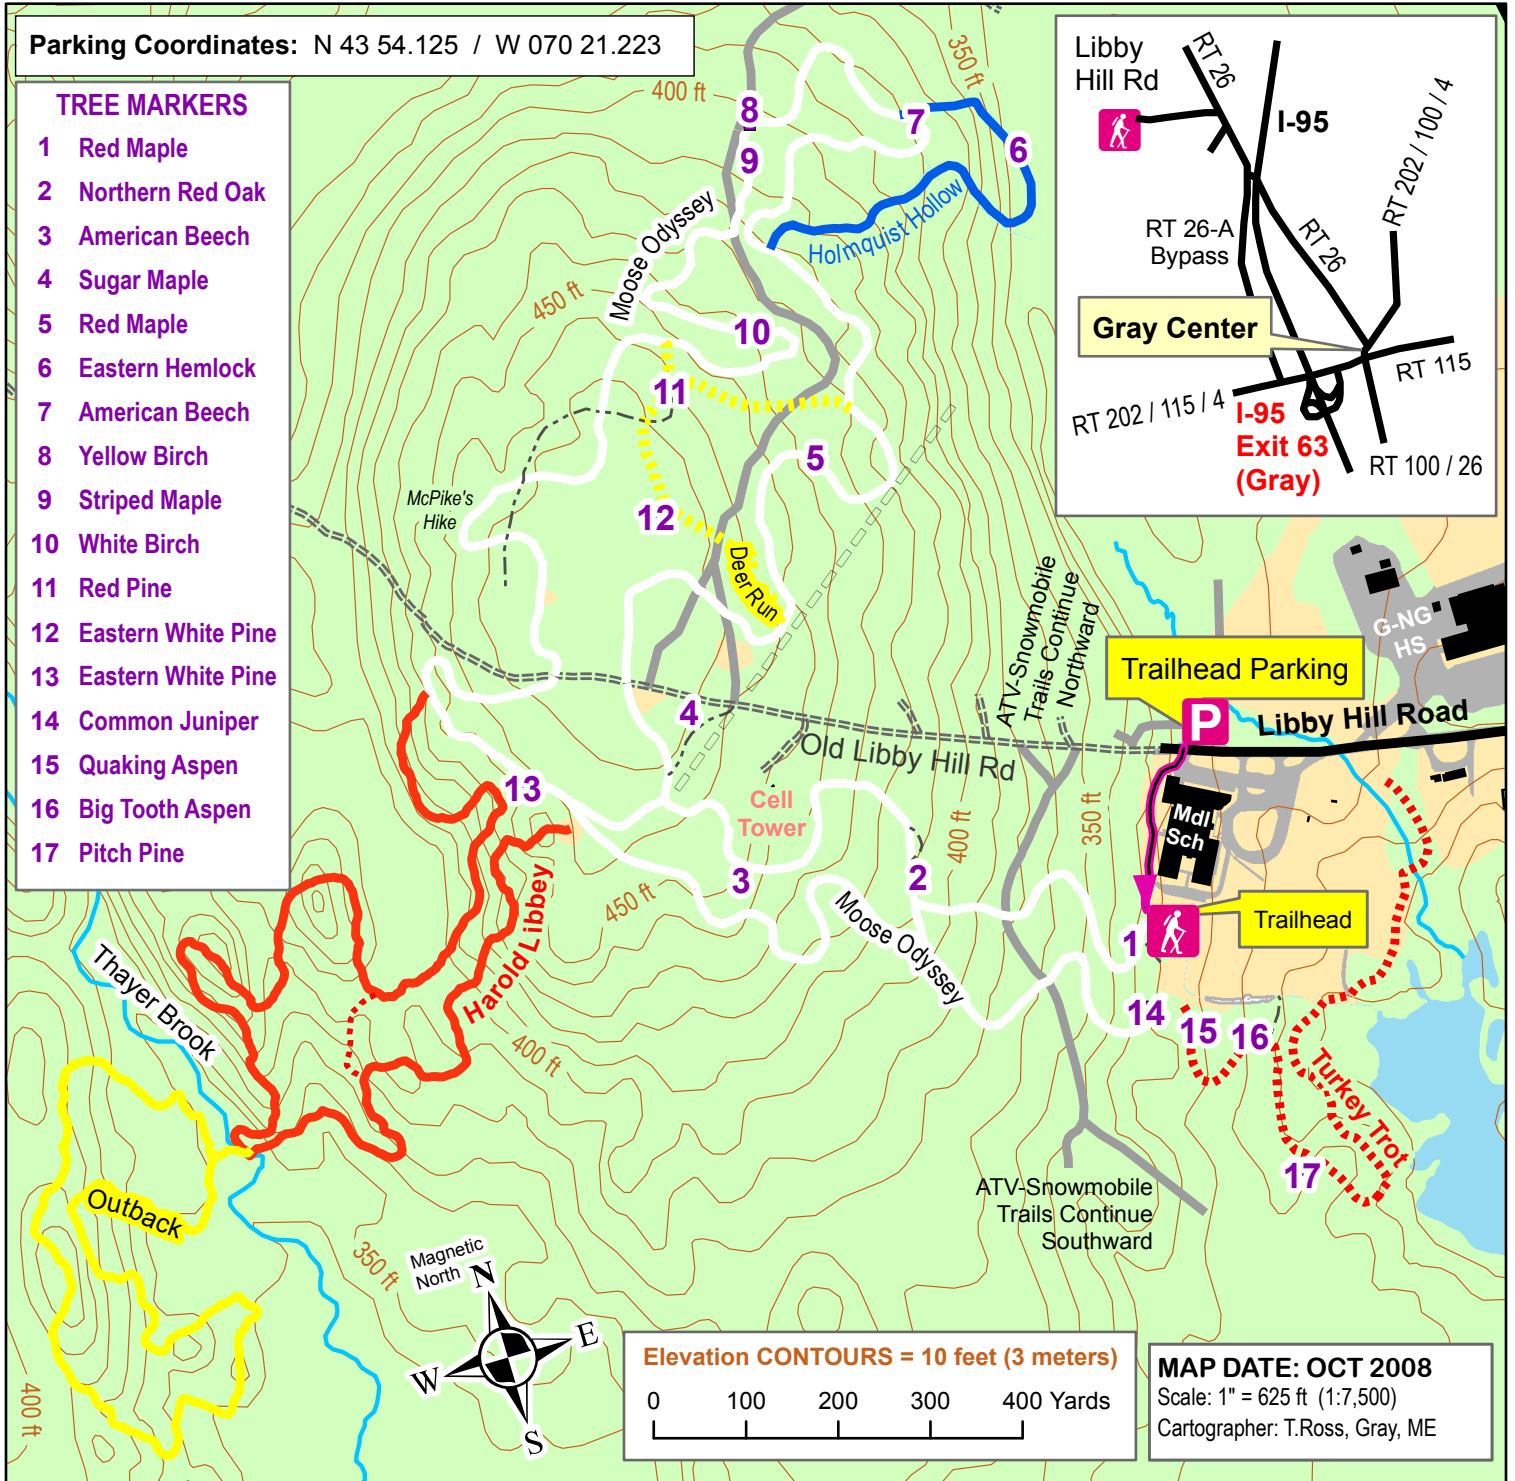 Parking Coordinates: N 43 54.125 / W 070 21.223
TREE MARKERS
1 Red Maple
2 Northern Red Oak
3 American Beech
4 Sugar Maple
5 Red Maple
6 Eastern Hemlock
7 American Beech
8 Yellow Birch
9 Striped Maple
10 White Birch
11 Red Pine
12 Eastern White Pine
13 Eastern White Pine
14 Common Juniper
15 Quaking Aspen
16 Big Tooth Aspen
17 Pitch Pine
Libby
Hill Rd
RT 26
I-95
RT 202 / 100 / 4
RT 26-A
Bypass
RT 26
Gray Center
RT 115
RT 202 / 115 / 4
I-95
Exit 63
(Gray)
RT 100 / 26
350 ft
400 ft
8
7
6
9
Moose Odyssey
Holmquist Hollow
450 ft
10
11
5
McPike's
Hike
12
Deer Run
ATV-Snowmobile
Trails Continue
Northward
G-NG
HS
Trailhead Parking
P
Libby Hill Road
4
Old Libby Hill Rd
13
Cell
Tower
400 ft
350 ft
Mdl
Sch
3
2
450 ft
Moose Odyssey
Trailhead
1
Harold Libbey
Thayer Brook
14
15
16
400 ft
Turkey Trot
17
Outback
ATV-Snowmobile
Trails Continue
Southward
350 ft
Magnetic
North
N
E
W
S
400 ft
Elevation CONTOURS = 10 feet (3 meters)
0 100 200 300 400 Yards
MAP DATE: OCT 2008
Scale: 1" = 625 ft (1:7,500)
Cartographer: T.Ross, Gray, ME